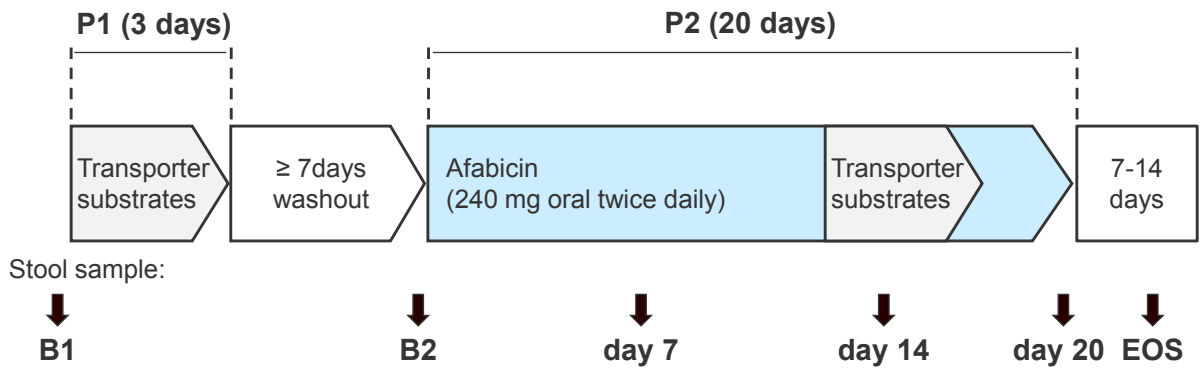 P1 (3 days)
P2 (20 days)
Transporter
substrates
≥ 7days
washout
Afabicin
(240 mg oral twice daily)
Transporter
substrates
7-14
days
Stool sample:
B1
B2
day 7
day 14
day 20
EOS